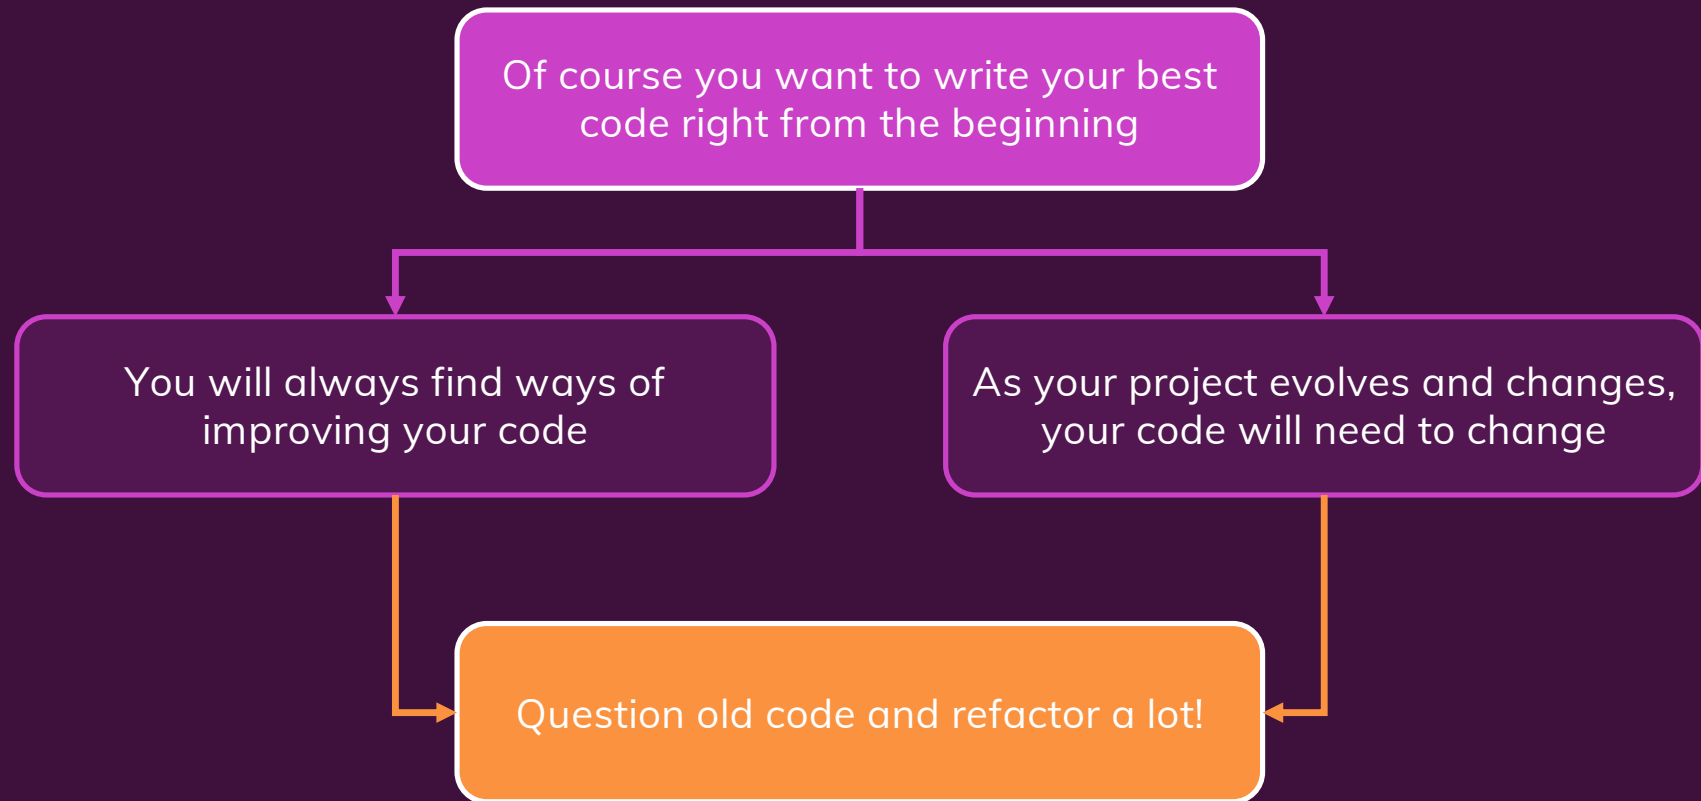 Of course you want to write your best
code right from the beginning
You will always find ways of
improving your code
As your project evolves and changes,
your code will need to change
Question old code and refactor a lot!